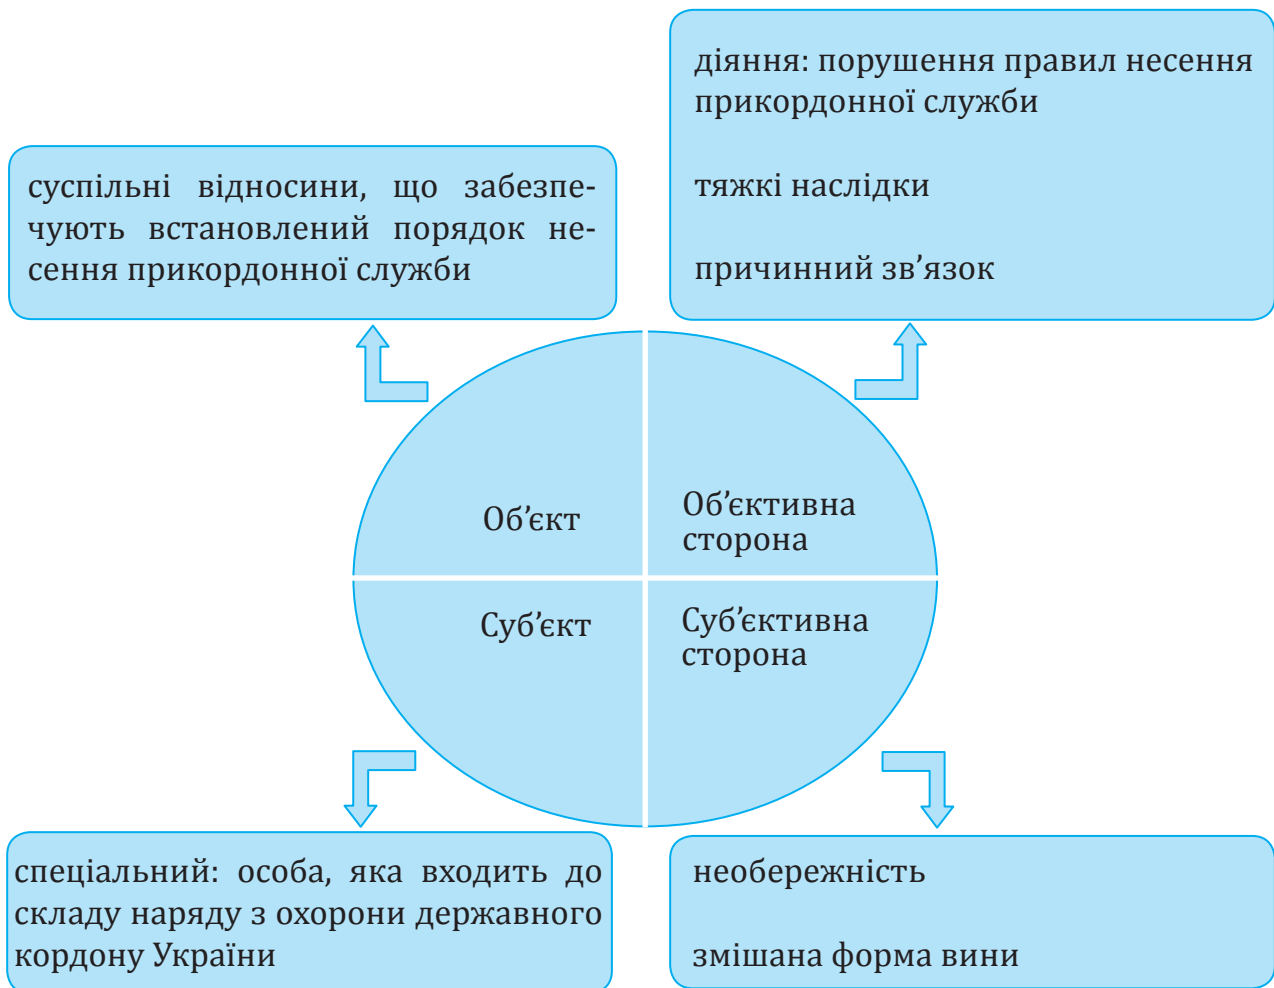 діяння: порушення правил несення
прикордонної служби
тяжкі наслідки
причинний зв’язок
суспільні відносини, що забезпе-
чують встановлений порядок не-
сення прикордонної служби
Об’єкт
Об’єктивна
сторона
Суб’єкт
Суб’єктивна
сторона
спеціальний: особа, яка входить до
складу наряду з охорони державного
кордону України
необережність
змішана форма вини